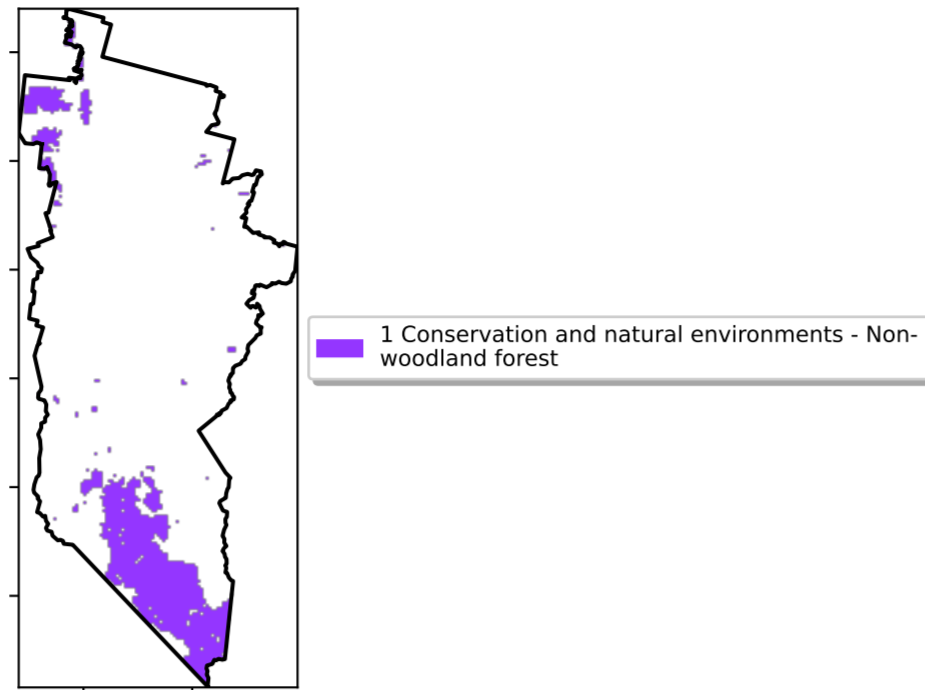 1 Conservation and natural environments - Non-
woodland forest